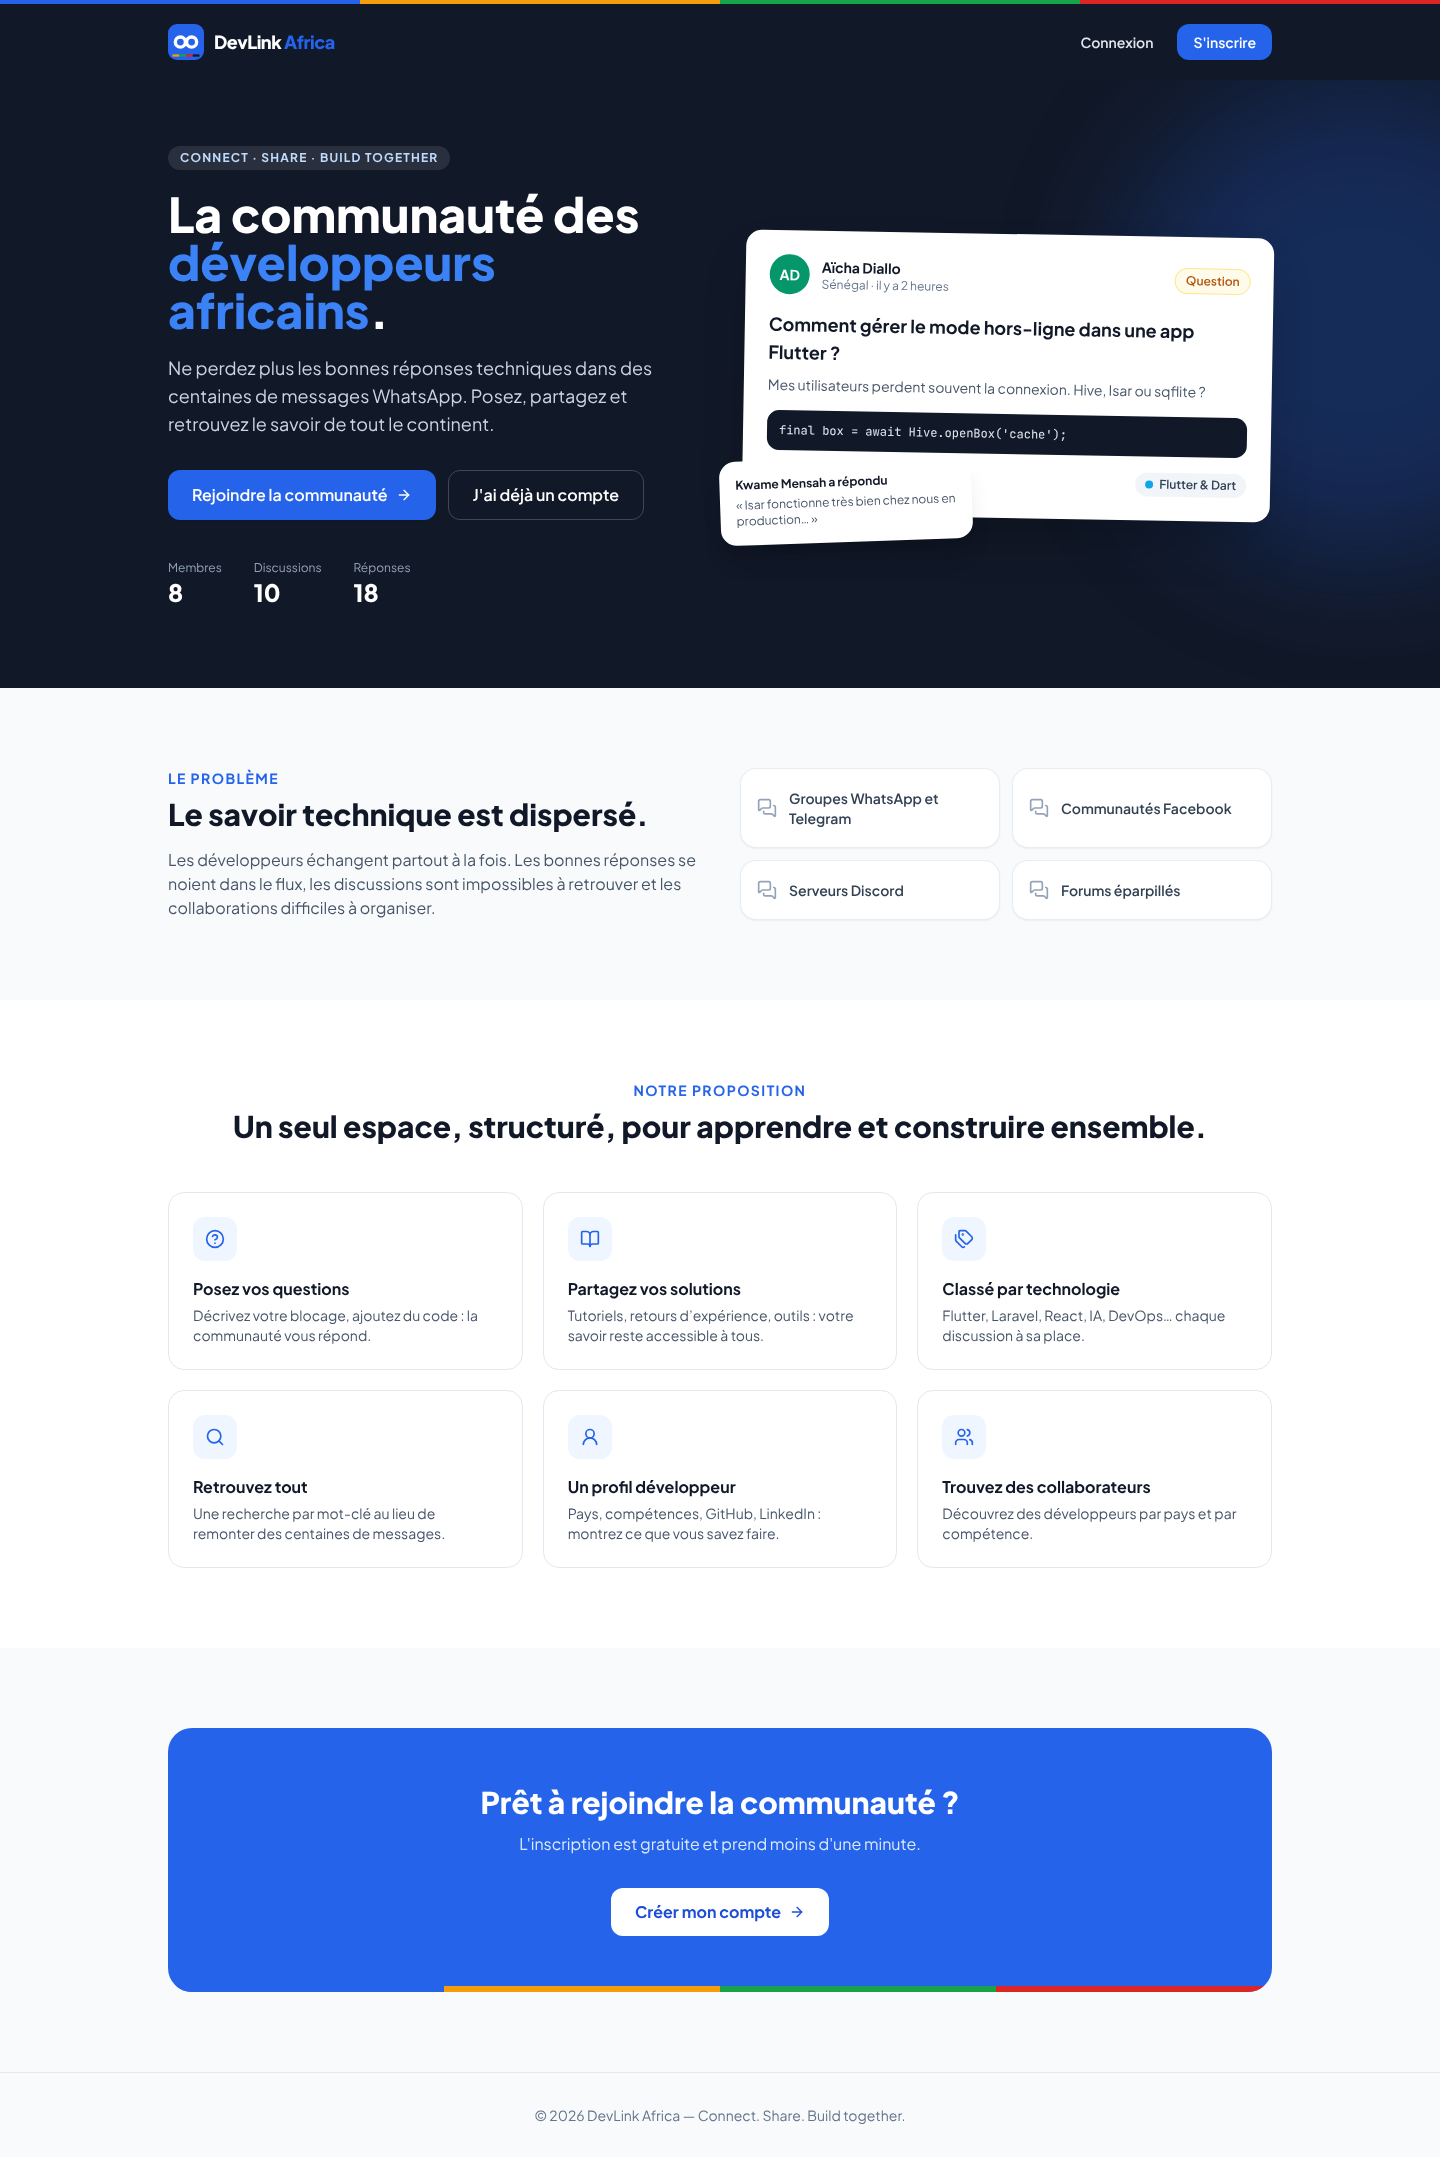 DevLink Africa
Connexion
S'inscrire
CONNECT · SHARE · BUILD TOGETHER
La communauté des
développeurs
africains.
Ne perdez plus les bonnes réponses techniques dans des
centaines de messages WhatsApp. Posez, partagez et
retrouvez le savoir de tout le continent.
Rejoindre la communauté
J'ai déjà un compte
Membres
8
Discussions
10
Réponses
18
AD
Aïcha Diallo
Sénégal · il y a 2 heures
Question
Comment gérer le mode hors-ligne dans une app
Flutter ?
Mes utilisateurs perdent souvent la connexion. Hive, Isar ou sqflite ?
final box = await Hive.openBox('cache');
Flutter & Dart
Kwame Mensah a répondu
« Isar fonctionne très bien chez nous en
production… »
LE PROBLÈME
Le savoir technique est dispersé.
Les développeurs échangent partout à la fois. Les bonnes réponses se
noient dans le flux, les discussions sont impossibles à retrouver et les
collaborations difficiles à organiser.
Groupes WhatsApp et
Telegram
Communautés Facebook
Serveurs Discord
Forums éparpillés
NOTRE PROPOSITION
Un seul espace, structuré, pour apprendre et construire ensemble.
Posez vos questions
Décrivez votre blocage, ajoutez du code : la
communauté vous répond.
Partagez vos solutions
Tutoriels, retours d'expérience, outils : votre
savoir reste accessible à tous.
Classé par technologie
Flutter, Laravel, React, IA, DevOps… chaque
discussion à sa place.
Retrouvez tout
Une recherche par mot-clé au lieu de
remonter des centaines de messages.
Un profil développeur
Pays, compétences, GitHub, LinkedIn :
montrez ce que vous savez faire.
Trouvez des collaborateurs
Découvrez des développeurs par pays et par
compétence.
Prêt à rejoindre la communauté ?
L'inscription est gratuite et prend moins d'une minute.
Créer mon compte
© 2026 DevLink Africa — Connect. Share. Build together.